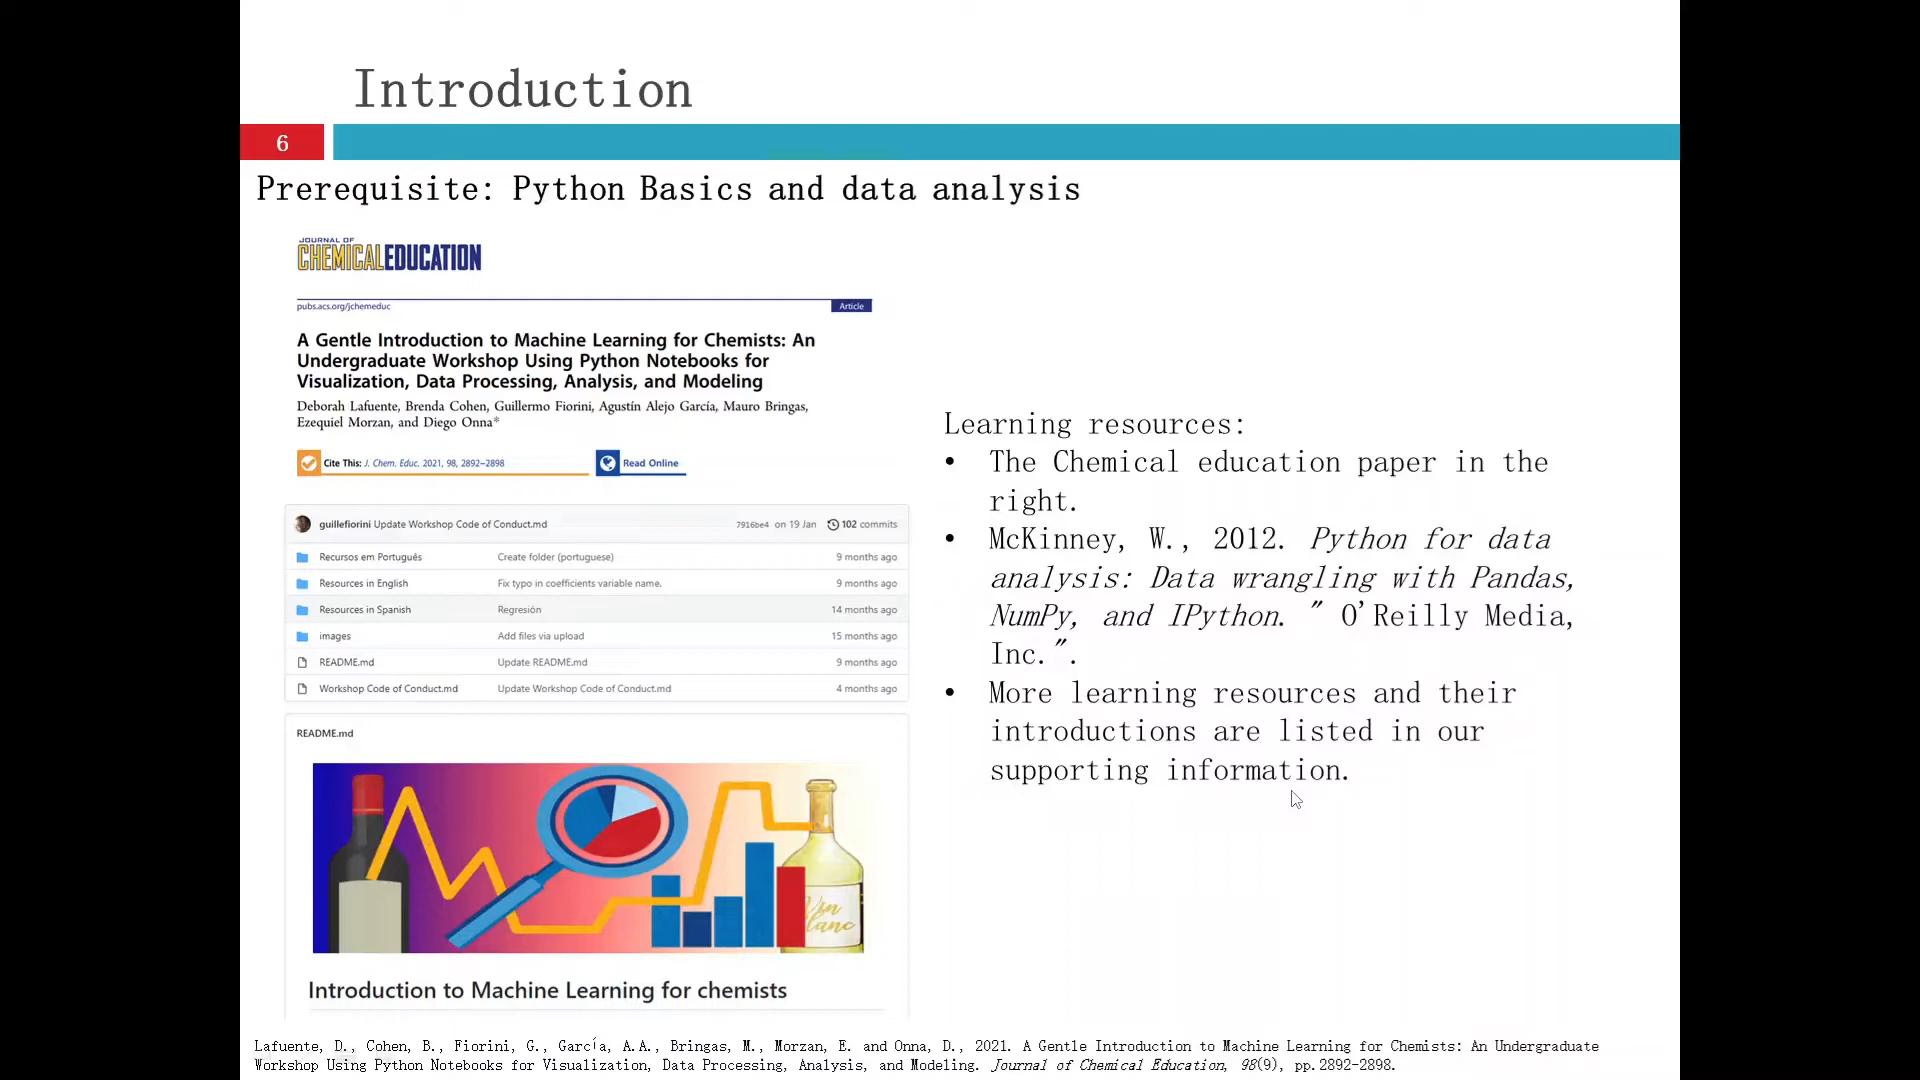 Introduction
6
Prerequisite: Python Basics and data analysis
JOURNAL OF
CHEMICALEDUCATION
pubs.acs.org/jchemeduc
Article
A Gentle Introduction to Machine Learning for Chemists: An
Undergraduate Workshop Using Python Notebooks for
Visualization, Data Processing, Analysis, and Modeling
Deborah Lafuente, Brenda Cohen, Guillermo Fiorini, Agustín Alejo García, Mauro Bringas,
Ezequiel Morzan, and Diego Onna*
Cite This: J. Chem. Educ. 2021, 98, 2892−2898
Read Online
guillefiorini Update Workshop Code of Conduct.md 7916be4 on 19 Jan 102 commits
Recursos em Português Create folder (portuguese) 9 months ago
Resources in English Fix typo in coefficients variable name. 9 months ago
Resources in Spanish Regresión 14 months ago
images Add files via upload 15 months ago
README.md Update README.md 9 months ago
Workshop Code of Conduct.md Update Workshop Code of Conduct.md 4 months ago
README.md
Vin
Blanc
Introduction to Machine Learning for chemists
Learning resources:
• The Chemical education paper in the
right.
• McKinney, W., 2012. Python for data
analysis: Data wrangling with Pandas,
NumPy, and IPython. " O'Reilly Media,
Inc.".
• More learning resources and their
introductions are listed in our
supporting information.
Lafuente, D., Cohen, B., Fiorini, G., García, A.A., Bringas, M., Morzan, E. and Onna, D., 2021. A Gentle Introduction to Machine Learning for Chemists: An Undergraduate
Workshop Using Python Notebooks for Visualization, Data Processing, Analysis, and Modeling. Journal of Chemical Education, 98(9), pp.2892-2898.